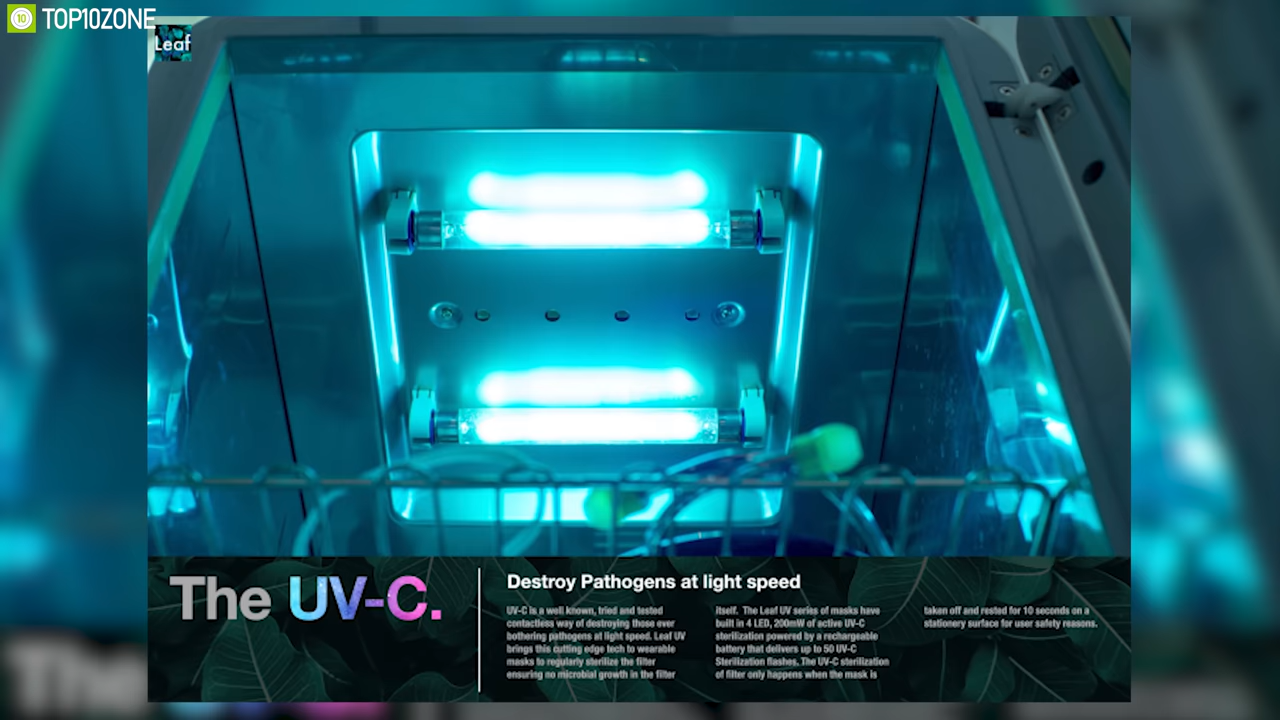 10 TOP10ZONE
Leaf
The UV-C.
Destroy Pathogens at light speed
UV-C is a well known, tried and tested
contactless way of destroying those ever
bothering pathogens at light speed. Leaf UV
brings this cutting edge tech to wearable
masks to regularly sterilize the filter
ensuring no microbial growth in the filter
itself. The Leaf UV series of masks have
built in 4 LED, 200mW of active UV-C
sterilization powered by a rechargeable
battery that delivers up to 50 UV-C
Sterilization flashes. The UV-C sterilization
of filter only happens when the mask is
taken off and rested for 10 seconds on a
stationery surface for user safety reasons.
The